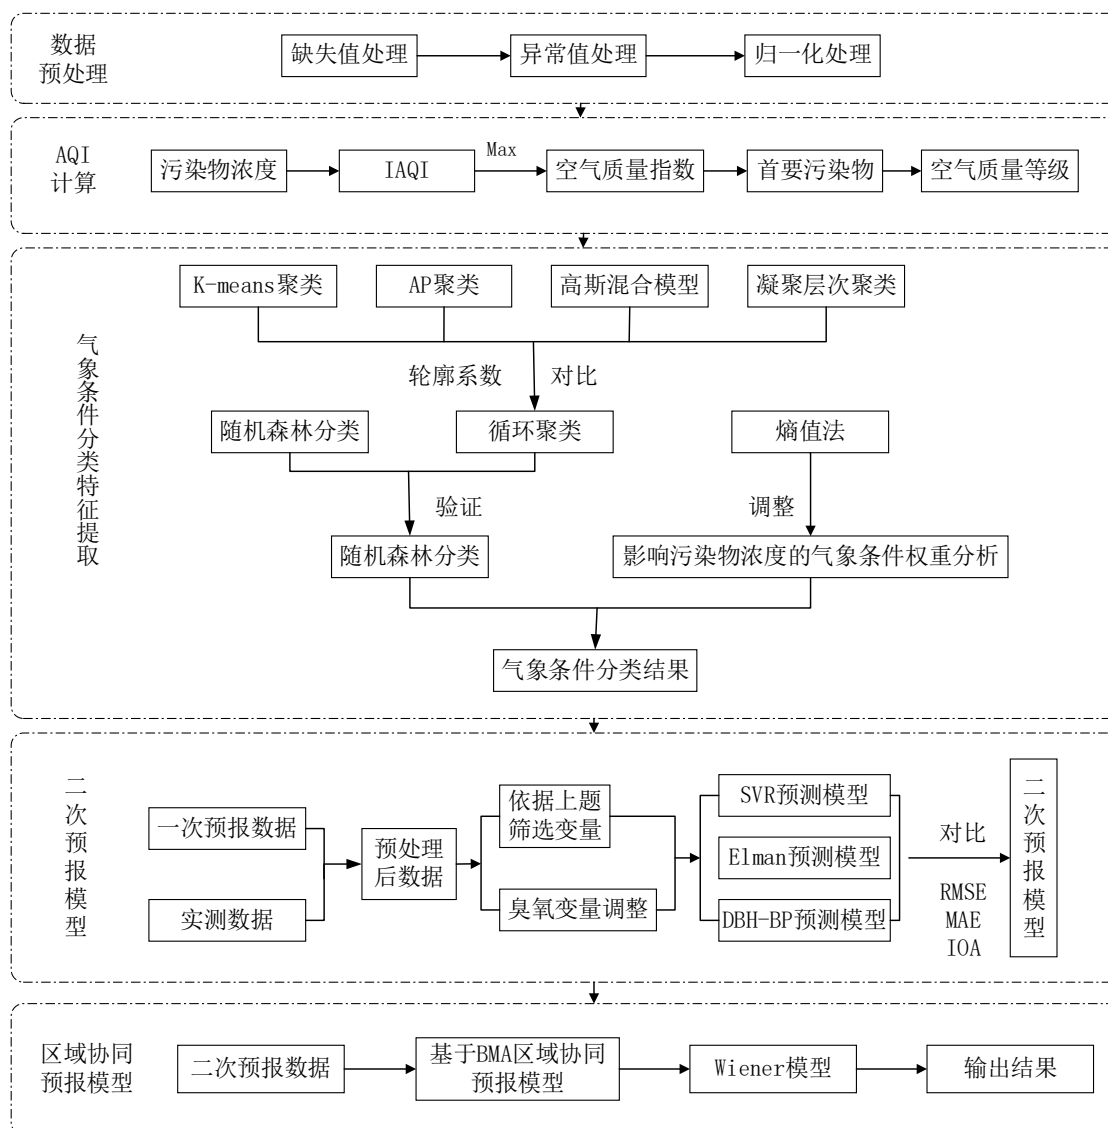 数据
预处理
缺失值处理
异常值处理
归一化处理
AQI
计算
污染物浓度
IAQI
Max
空气质量指数
首要污染物
空气质量等级
气象条件分类特征提取
K-means聚类
AP聚类
高斯混合模型
凝聚层次聚类
轮廓系数
对比
随机森林分类
循环聚类
熵值法
验证
调整
随机森林分类
影响污染物浓度的气象条件权重分析
气象条件分类结果
二次预报模型
一次预报数据
实测数据
预处理
后数据
依据上题
筛选变量
臭氧变量调整
SVR预测模型
Elman预测模型
DBH-BP预测模型
对比
RMSE
MAE
IOA
二次预报模型
区域协同
预报模型
二次预报数据
基于BMA区域协同
预报模型
Wiener模型
输出结果